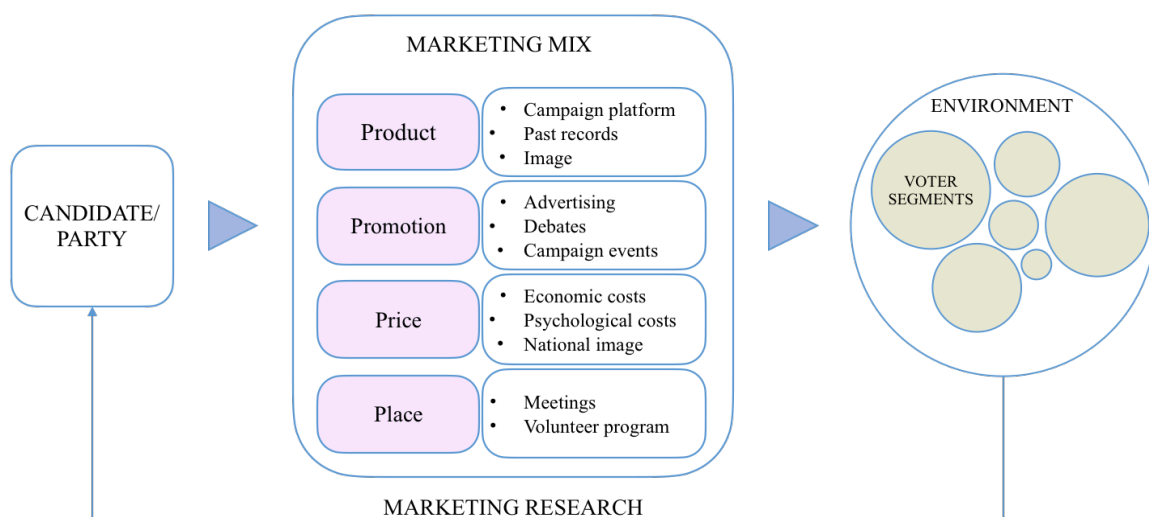 CANDIDATE/
PARTY
MARKETING MIX
Product
• Campaign platform
• Past records
• Image
Promotion
• Advertising
• Debates
• Campaign events
Price
• Economic costs
• Psychological costs
• National image
Place
• Meetings
• Volunteer program
MARKETING RESEARCH
ENVIRONMENT
VOTER
SEGMENTS